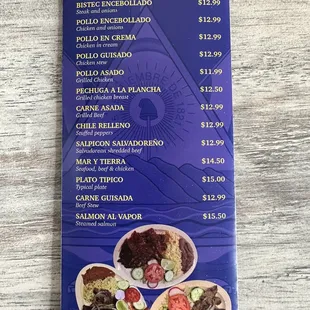 BISTEC ENCEBOLLADO $12.99
Steak and onions
POLLO ENCEBOLLADO $12.99
Chicken and onions
POLLO EN CREMA $12.99
Chicken in cream
POLLO GUISADO $12.99
Chicken stew
POLLO ASADO $11.99
Grilled Chicken
PECHUGA A LA PLANCHA $12.50
Grilled chicken breast
CARNE ASADA $12.99
Grilled Beef
CHILE RELLENO $12.99
Stuffed peppers
SALPICON SALVADOREÑO $12.99
Salvadorean shredded beef
MAR Y TIERRA $14.50
Seafood, beef & chicken
PLATO TIPICO $15.00
Typical plate
CARNE GUISADA $12.99
Beef Stew
SALMON AL VAPOR $15.50
Steamed salmon